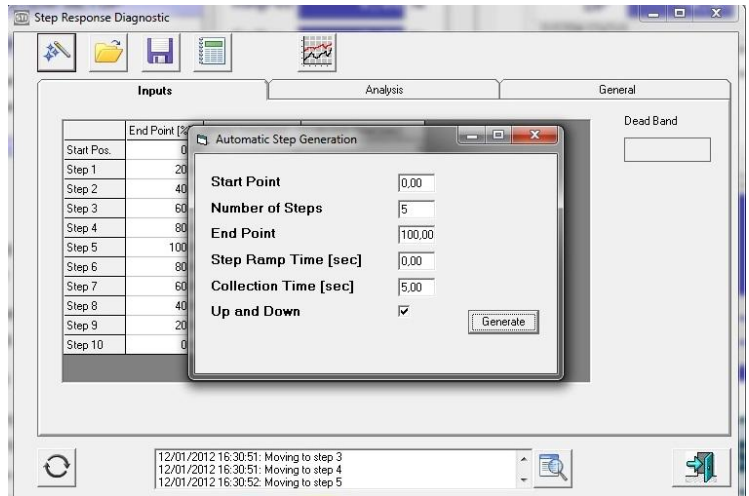 Step Response Diagnostic
Inputs
Analysis
General
End Point [%
Start Pos. 0
Step 1 20
Step 2 40
Step 3 60
Step 4 80
Step 5 100
Step 6 80
Step 7 60
Step 8 40
Step 9 20
Step 10 0
Dead Band
Automatic Step Generation
Start Point 0,00
Number of Steps 5
End Point 100,00
Step Ramp Time [sec] 0,00
Collection Time [sec] 5,00
Up and Down
Generate
12/01/2012 16:30:51: Moving to step 3
12/01/2012 16:30:51: Moving to step 4
12/01/2012 16:30:52: Moving to step 5